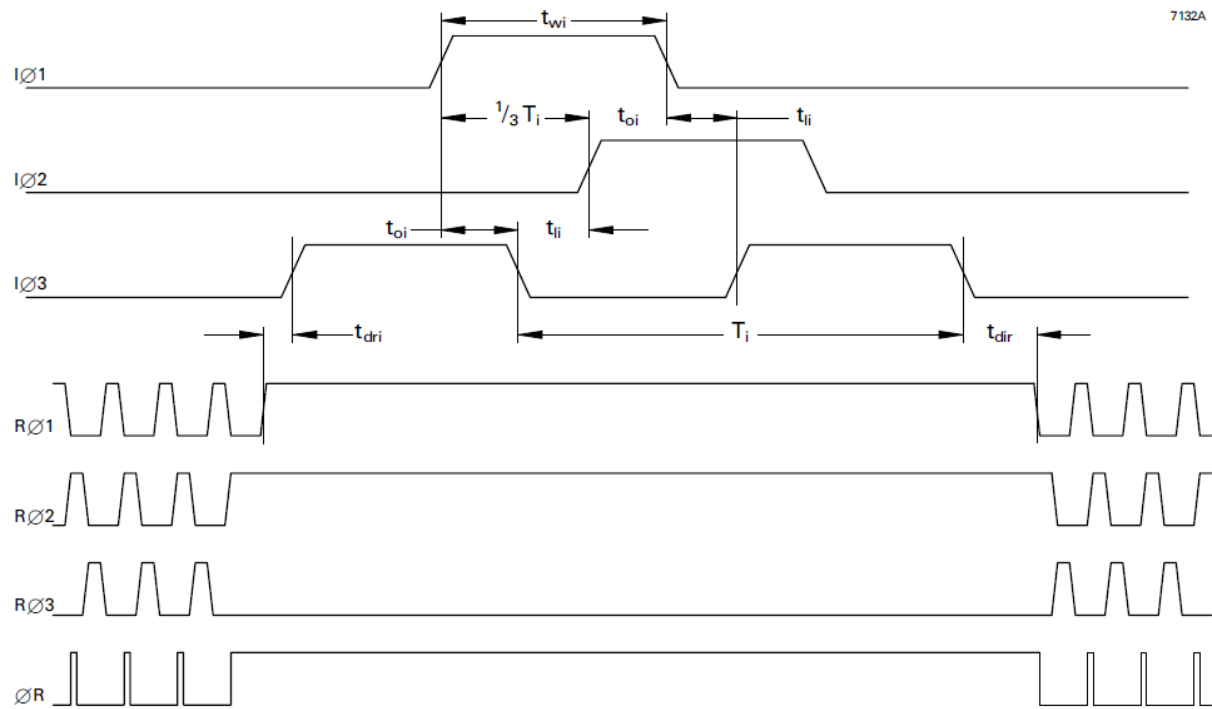 7132A
t_wi
IØ1
1/3 T_i t_oi t_li
IØ2
t_oi t_li
IØ3
t_dri T_i t_dir
RØ1
RØ2
RØ3
ØR